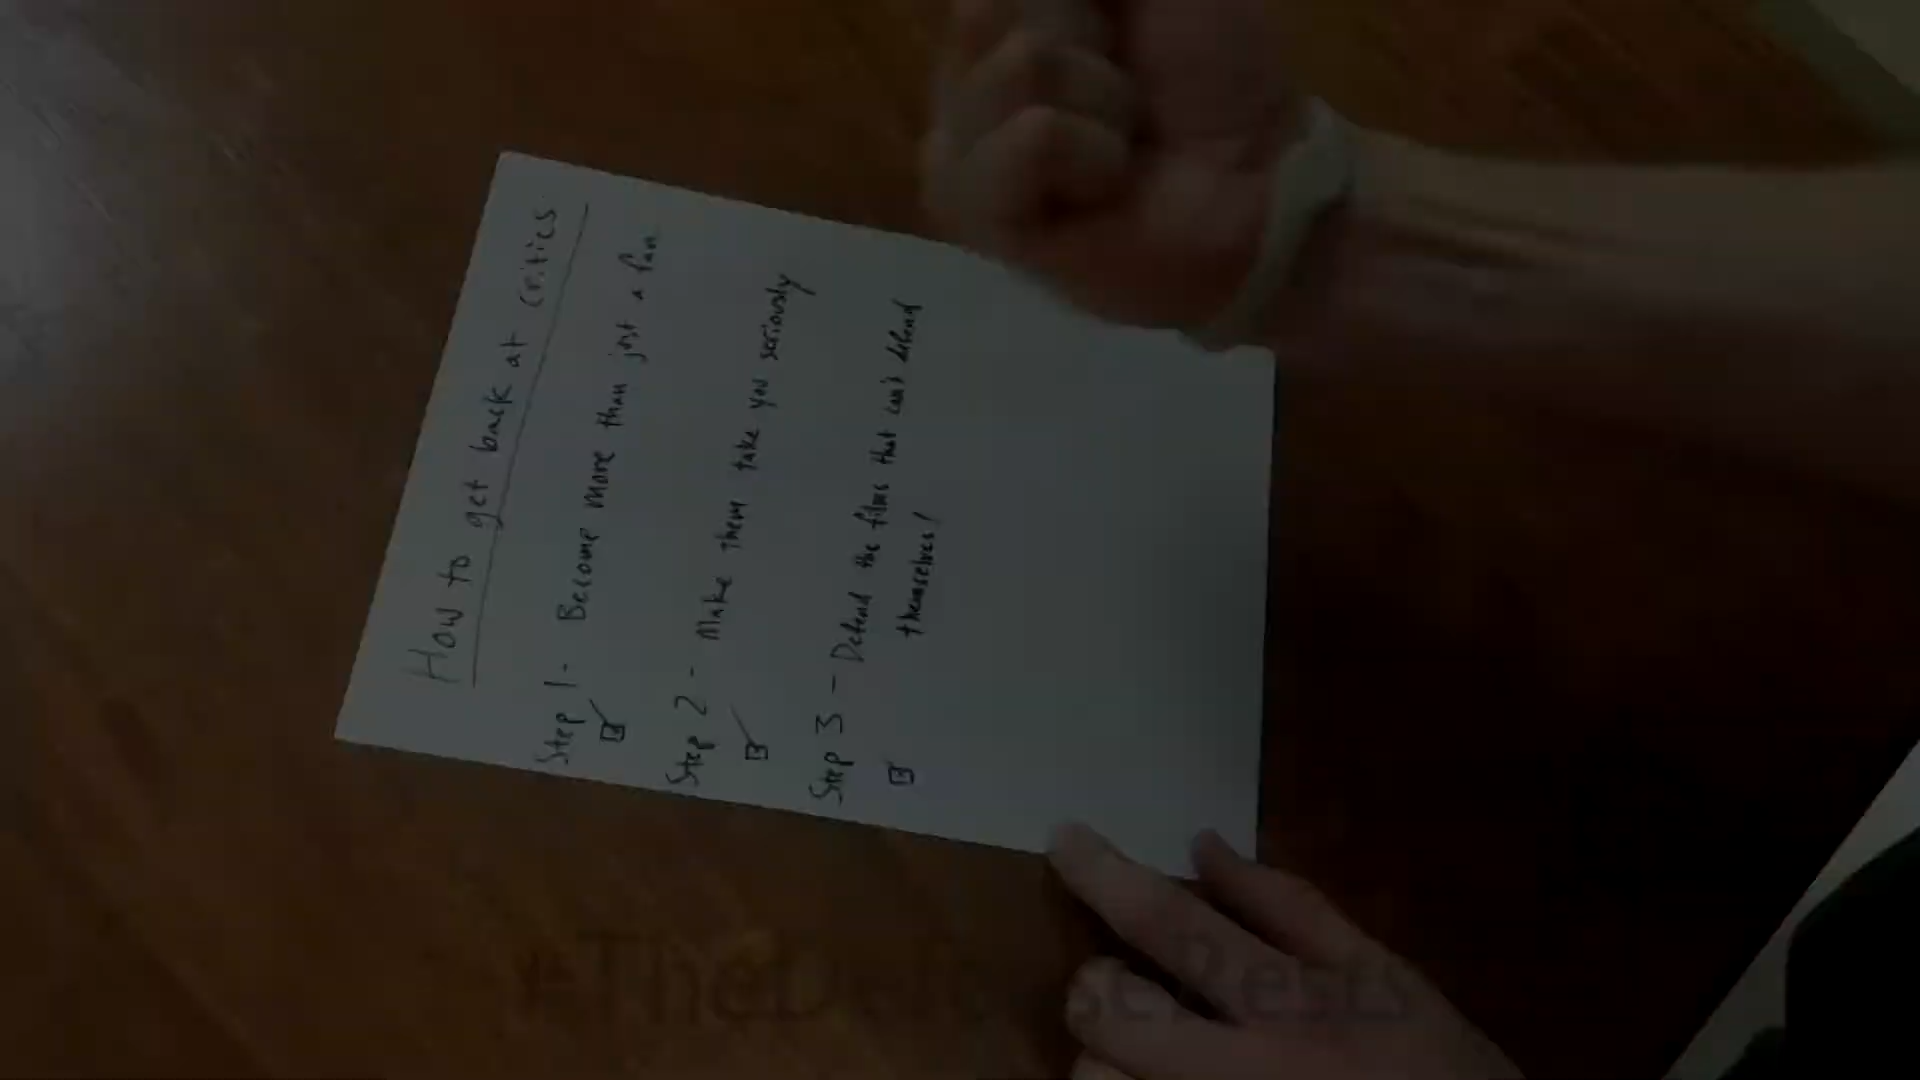 How to get back at critics
Step 1 - Become more than just a fan
Step 2 - Make them take you seriously
Step 3 - Defend the films that can't defend
themselves!
#TheDefenseRests